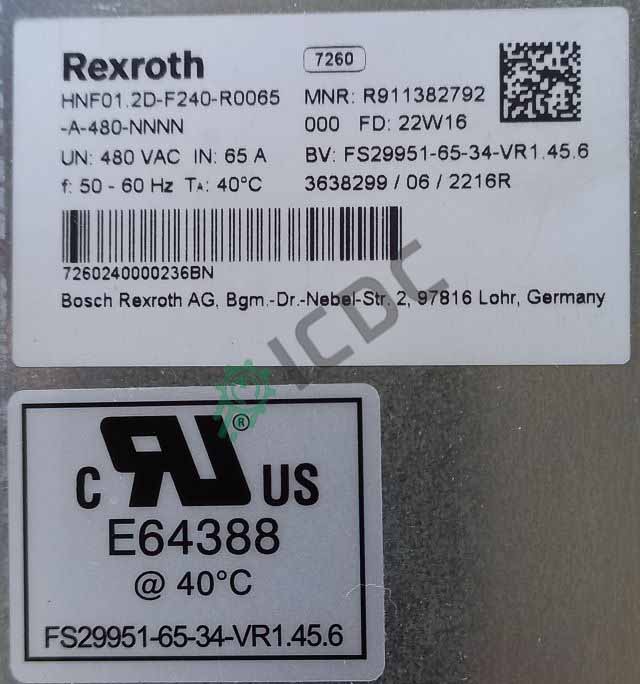 Rexroth
7260
HNF01.2D-F240-R0065
-A-480-NNNN
MNR: R911382792
000 FD: 22W16
UN: 480 VAC IN: 65 A
BV: FS29951-65-34-VR1.45.6
f: 50 - 60 Hz TA: 40°C
3638299 / 06 / 2216R
7260240000236BN
Bosch Rexroth AG, Bgm.-Dr.-Nebel-Str. 2, 97816 Lohr, Germany
ICDC
®
C US
E64388
@ 40°C
FS29951-65-34-VR1.45.6